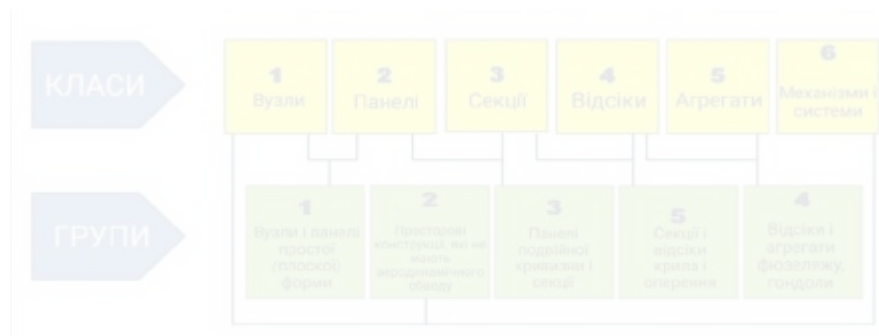 КЛАСИ
1
Вузли
2
Панелі
3
Секції
4
Відсіки
5
Агрегати
6
Механізми і
системи
ГРУПИ
1
Вузли і панелі
простої
(плоскої)
форми
2
Просторові
конструкції, які не
мають
аеродинамічного
обводу
3
Панелі
подвійної
кривизни і
секції
5
Секції і
відсіки
крила і
оперення
4
Відсіки і
агрегати
фюзеляжу,
гондоли